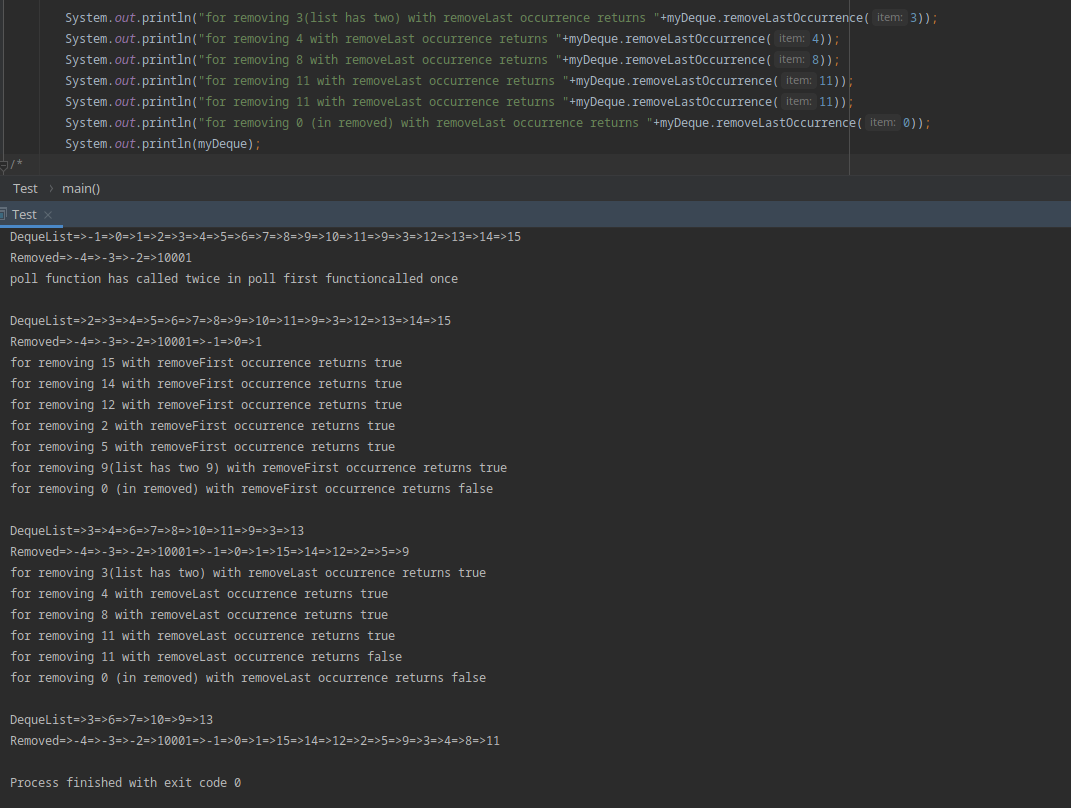 System.out.println("for removing 3(list has two) with removeLast occurrence returns "+myDeque.removeLastOccurrence( item: 3));
System.out.println("for removing 4 with removeLast occurrence returns "+myDeque.removeLastOccurrence( item: 4));
System.out.println("for removing 8 with removeLast occurrence returns "+myDeque.removeLastOccurrence( item: 8));
System.out.println("for removing 11 with removeLast occurrence returns "+myDeque.removeLastOccurrence( item: 11));
System.out.println("for removing 11 with removeLast occurrence returns "+myDeque.removeLastOccurrence( item: 11));
System.out.println("for removing 0 (in removed) with removeLast occurrence returns "+myDeque.removeLastOccurrence( item: 0));
System.out.println(myDeque);
/*
Test › main()
Test ×
DequeList=>-1=>0=>1=>2=>3=>4=>5=>6=>7=>8=>9=>10=>11=>9=>3=>12=>13=>14=>15
Removed=>-4=>-3=>-2=>10001
poll function has called twice in poll first functioncalled once
DequeList=>2=>3=>4=>5=>6=>7=>8=>9=>10=>11=>9=>3=>12=>13=>14=>15
Removed=>-4=>-3=>-2=>10001=>-1=>0=>1
for removing 15 with removeFirst occurrence returns true
for removing 14 with removeFirst occurrence returns true
for removing 12 with removeFirst occurrence returns true
for removing 2 with removeFirst occurrence returns true
for removing 5 with removeFirst occurrence returns true
for removing 9(list has two 9) with removeFirst occurrence returns true
for removing 0 (in removed) with removeFirst occurrence returns false
DequeList=>3=>4=>6=>7=>8=>10=>11=>9=>3=>13
Removed=>-4=>-3=>-2=>10001=>-1=>0=>1=>15=>14=>12=>2=>5=>9
for removing 3(list has two) with removeLast occurrence returns true
for removing 4 with removeLast occurrence returns true
for removing 8 with removeLast occurrence returns true
for removing 11 with removeLast occurrence returns true
for removing 11 with removeLast occurrence returns false
for removing 0 (in removed) with removeLast occurrence returns false
DequeList=>3=>6=>7=>10=>9=>13
Removed=>-4=>-3=>-2=>10001=>-1=>0=>1=>15=>14=>12=>2=>5=>9=>3=>4=>8=>11
Process finished with exit code 0